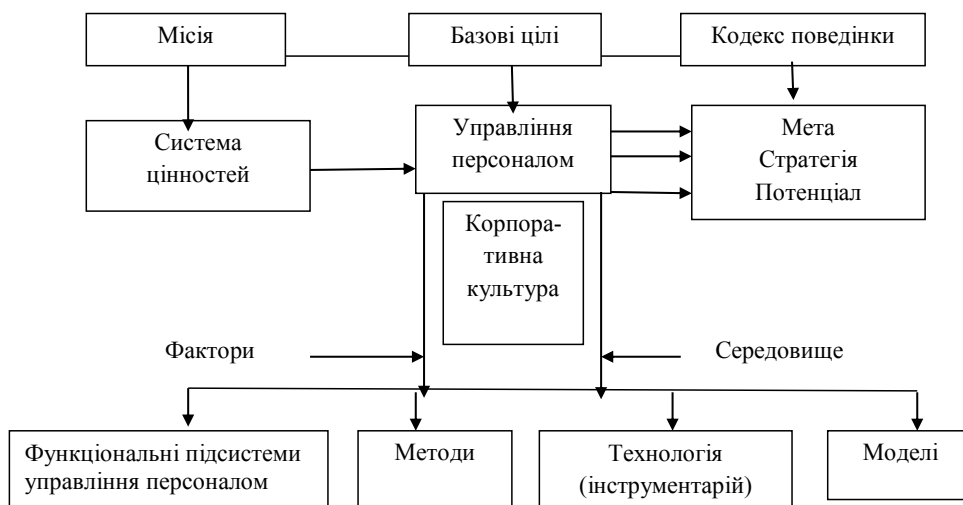 Місія
Базові цілі
Кодекс поведінки
Система
цінностей
Управління
персоналом
Мета
Стратегія
Потенціал
Корпора-
тивна
культура
Фактори
Середовище
Функціональні підсистеми
управління персоналом
Методи
Технологія
(інструментарій)
Моделі